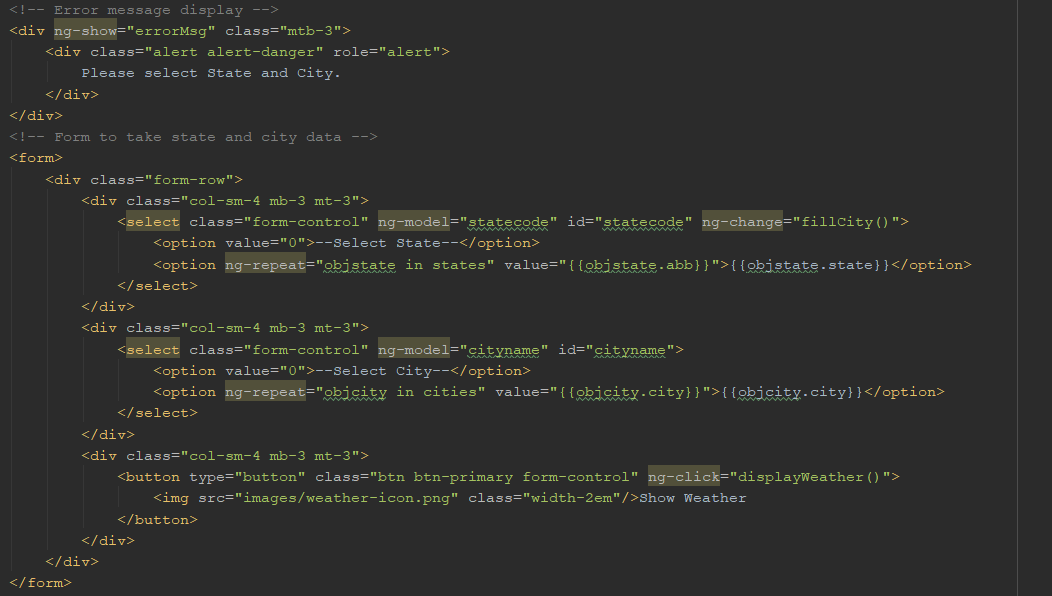 <!-- Error message display -->
<div ng-show="errorMsg" class="mtb-3">
    <div class="alert alert-danger" role="alert">
        Please select State and City.
    </div>
</div>
<!-- Form to take state and city data -->
<form>
    <div class="form-row">
        <div class="col-sm-4 mb-3 mt-3">
            <select class="form-control" ng-model="statecode" id="statecode" ng-change="fillCity()">
                <option value="0">--Select State--</option>
                <option ng-repeat="objstate in states" value="{{objstate.abb}}">{{objstate.state}}</option>
            </select>
        </div>
        <div class="col-sm-4 mb-3 mt-3">
            <select class="form-control" ng-model="cityname" id="cityname">
                <option value="0">--Select City--</option>
                <option ng-repeat="objcity in cities" value="{{objcity.city}}">{{objcity.city}}</option>
            </select>
        </div>
        <div class="col-sm-4 mb-3 mt-3">
            <button type="button" class="btn btn-primary form-control" ng-click="displayWeather()">
                <img src="images/weather-icon.png" class="width-2em"/>Show Weather
            </button>
        </div>
    </div>
</form>